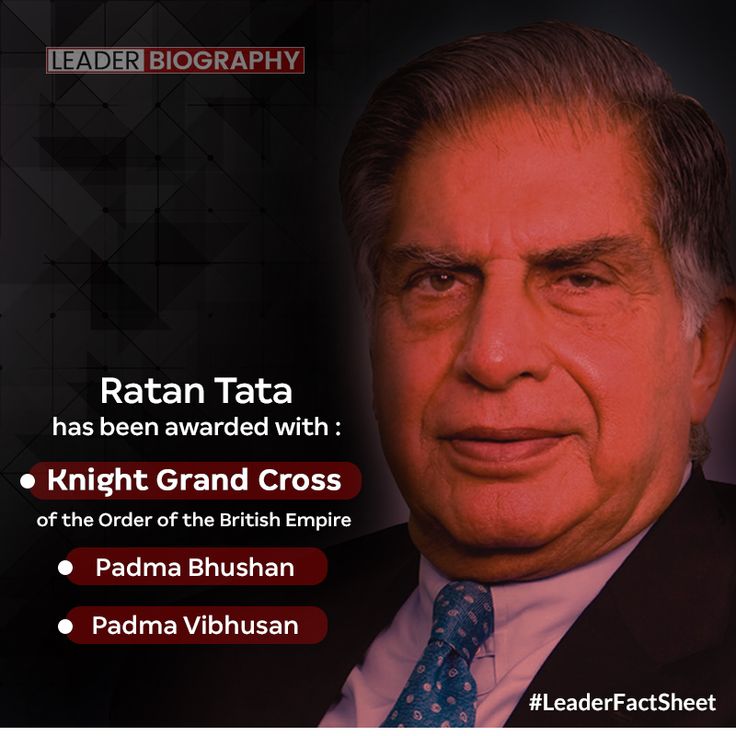 LEADER BIOGRAPHY
Ratan Tata
has been awarded with :
Knight Grand Cross
of the Order of the British Empire
Padma Bhushan
Padma Vibhusan
#LeaderFactSheet